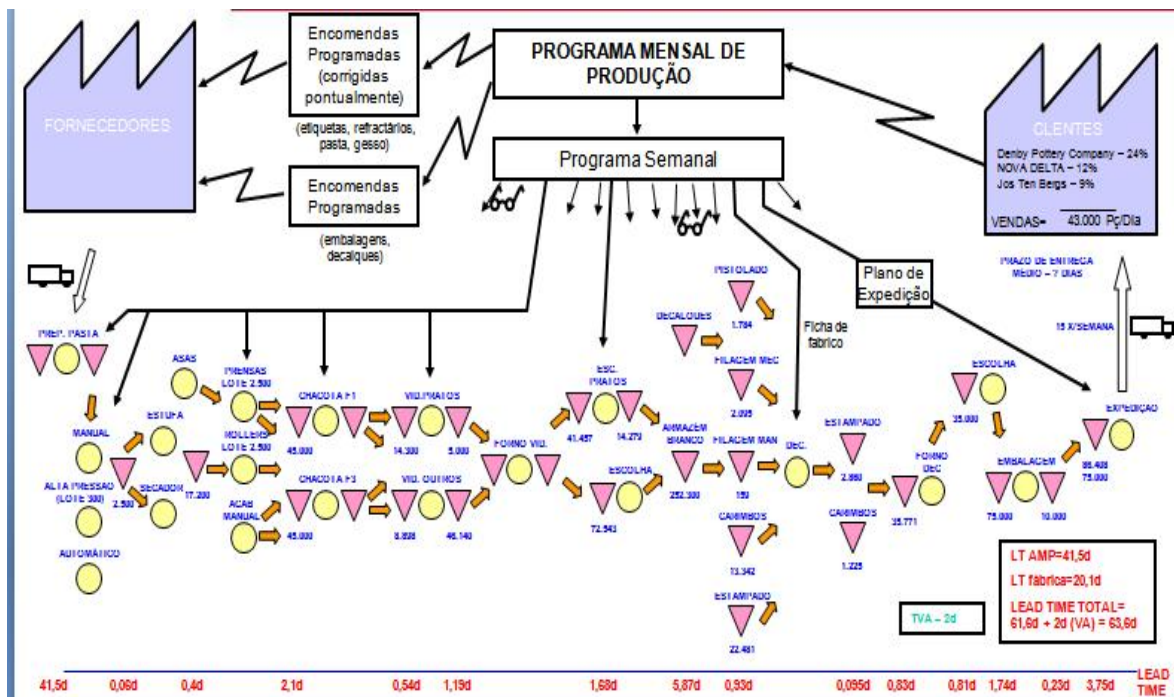 Encomendas
Programadas
(corrigidas
pontualmente)
(etiquetas, refractários,
pasta, gesso)
PROGRAMA MENSAL DE
PRODUÇÃO
FORNECEDORES
CLENTES
Denby Pottery Company – 24%
NOVA DELTA – 12%
Jos Ten Bergs – 9%
VENDAS= 43.000 Pç/Dia
Programa Semanal
Encomendas
Programadas
(embalagens,
decalques)
PRAZO DE ENTREGA
MÉDIO – 7 DIAS
Plano de
Expedição
15 X/SEMANA
Ficha de
fabrico
PREP. PASTA
ASAS
PRENSAS
LOTE 2.500
CHACOTA F1
45.000
VID.PRATOS
14.300
5.000
ESC.
PRATOS
41.457
14.270
DECALQUES
PISTOLADO
1.784
FILAGEM MEC
2.095
ESCOLHA
35.000
EXPEDIÇÃO
86.408
75.000
MANUAL
ESTUFA
2.500
SECADOR
17.200
ROLLERS
LOTE 2.500
FORNO VID.
ARMAZEM
BRANCO
292.300
FILAGEM MAN
150
DEC.
ESTAMPADO
2.860
FORNO
DEC
35.771
EMBALAGEM
75.000
10.000
ALTA PRESSÃO
(LOTE 300)
ACAB
MANUAL
CHACOTA F3
45.000
VID. OUTROS
8.898
46.140
ESCOLHA
72.543
CARIMBOS
13.342
CARIMBOS
1.225
AUTOMÁTICO
ESTAMPADO
22.481
TVA – 2d
LT AMP=41,5d
LT fábrica=20,1d
LEAD TIME TOTAL=
61,6d + 2d (VA) = 63,6d
41,5d 0,06d 0,4d 2,1d 0,54d 1,19d 1,68d 5,87d 0,93d 0,095d 0,83d 0,81d 1,74d 0,23d 3,75d LEAD
TIME